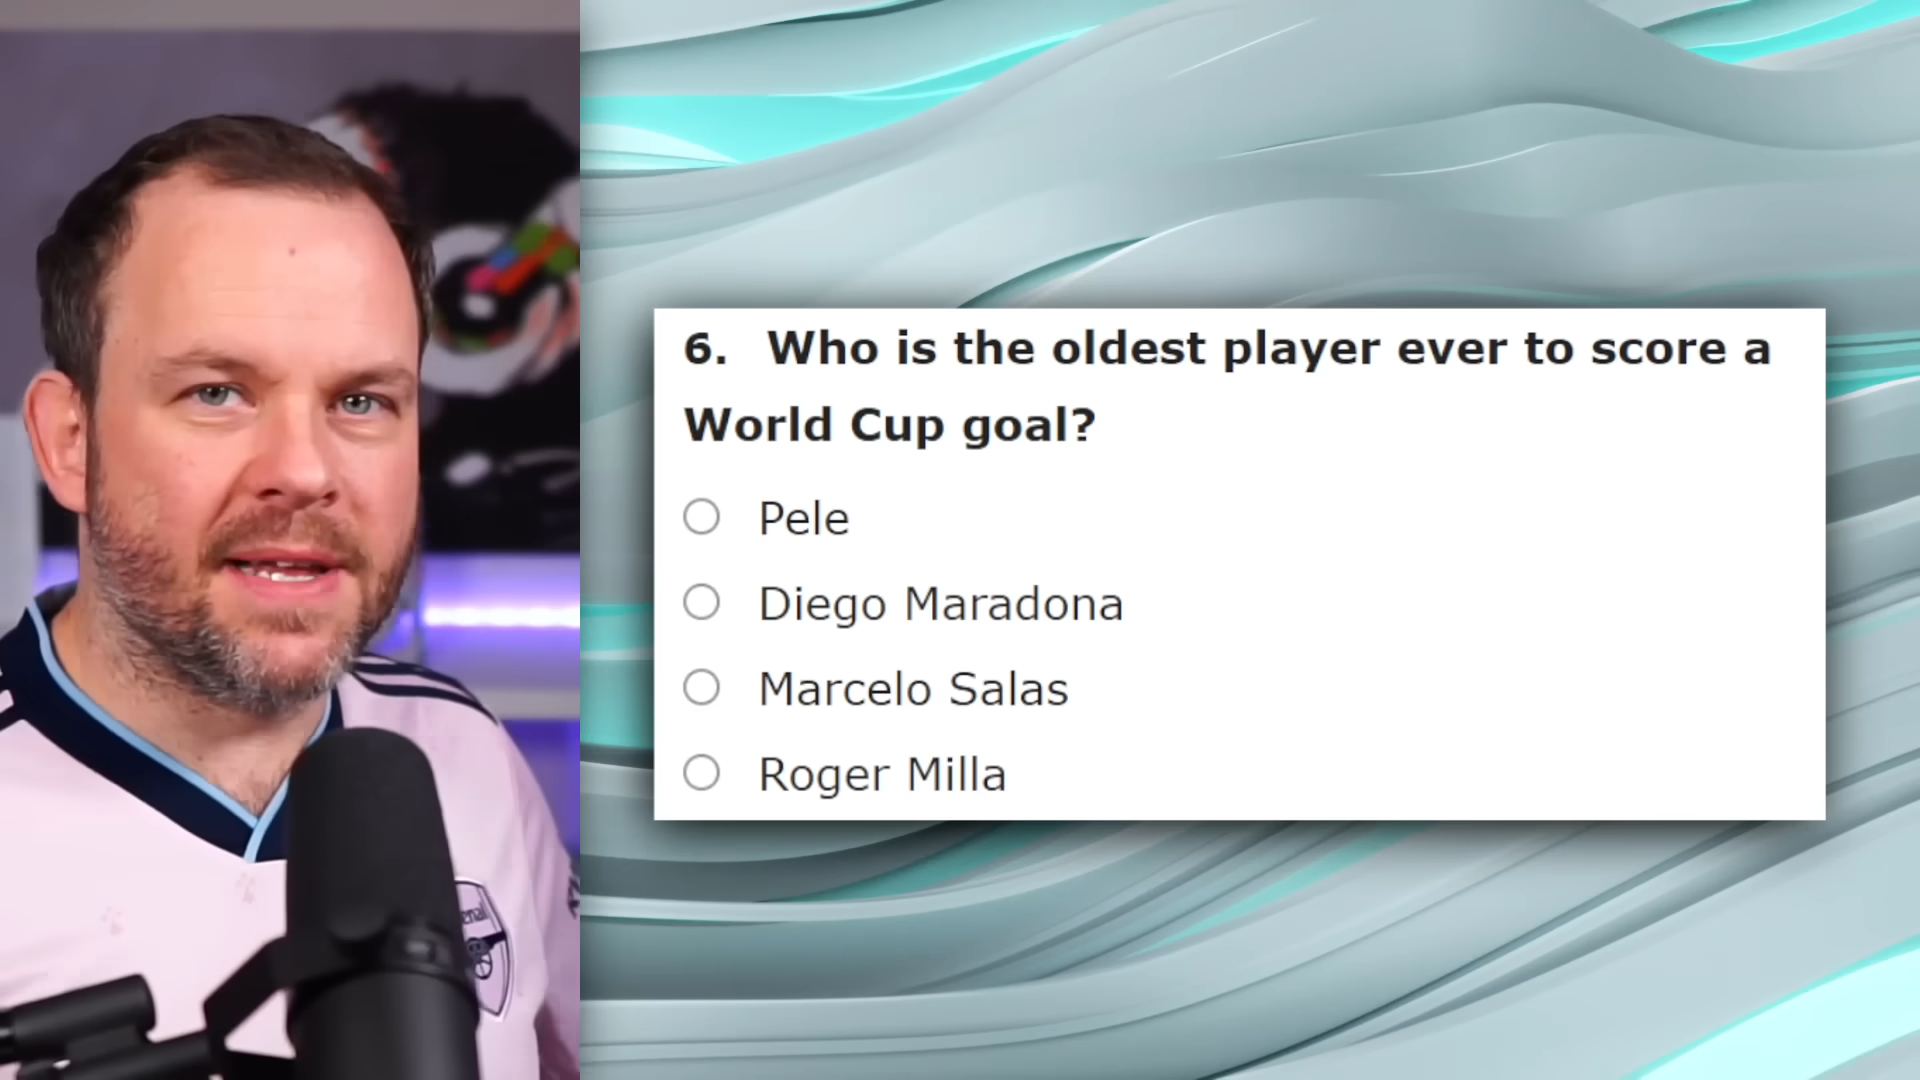 6. Who is the oldest player ever to score a
World Cup goal?
Pele
Diego Maradona
Marcelo Salas
Roger Milla
enal